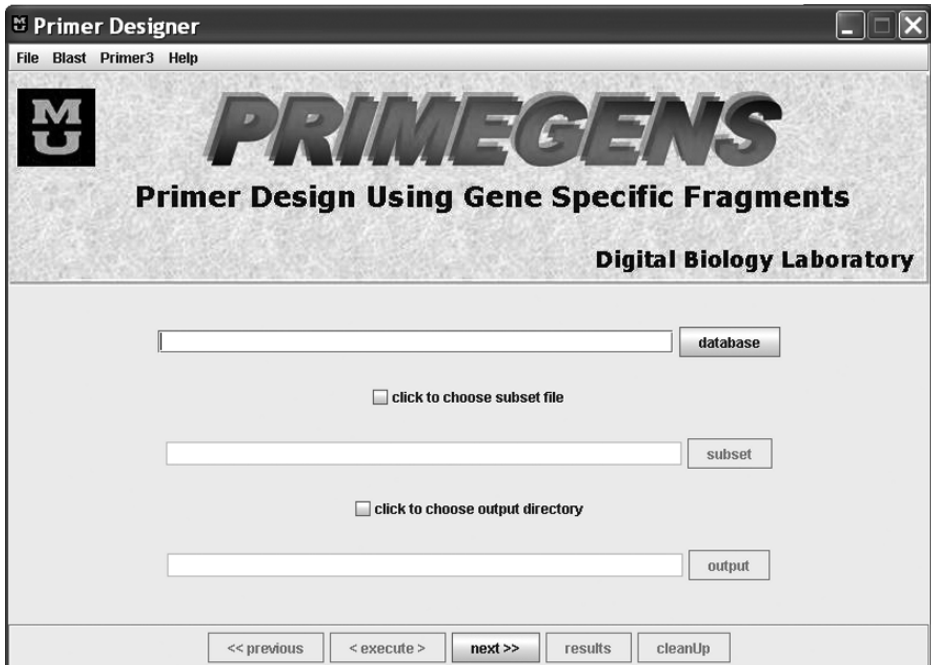 MU Primer Designer
File Blast Primer3 Help
MU
PRIMEGENS
Primer Design Using Gene Specific Fragments
Digital Biology Laboratory
database
click to choose subset file
subset
click to choose output directory
output
<< previous < execute > next >> results cleanUp